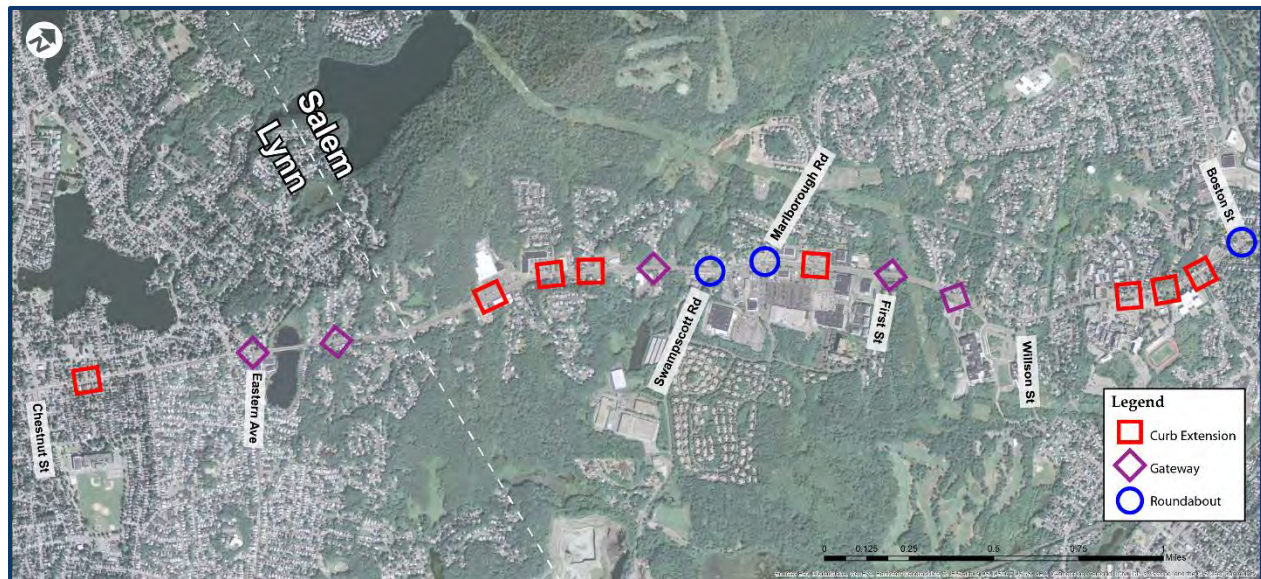 N
Salem
Lynn
Boston St
Marlborough Rd
Swampscott Rd
First St
Willson St
Eastern Ave
Chestnut St
Legend
Curb Extension
Gateway
Roundabout
0 0.125 0.25 0.5 0.75 1
Miles